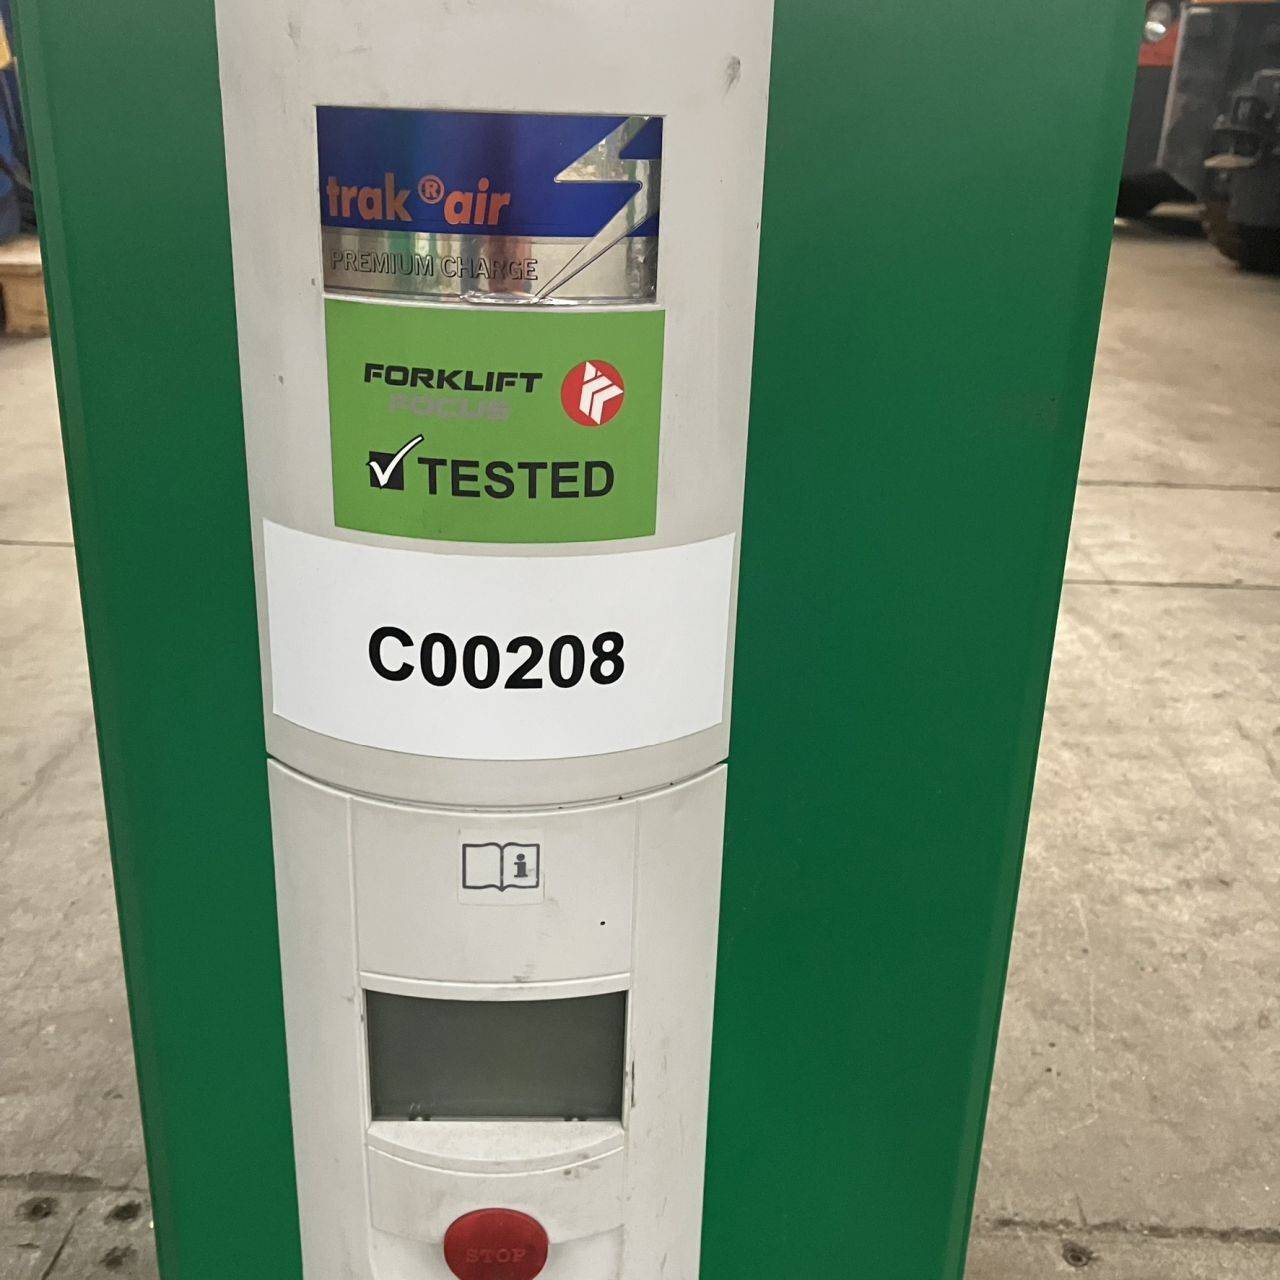 trak®air
PREMIUM CHARGE
FORKLIFT
FOCUS
TESTED
C00208
i
STOP